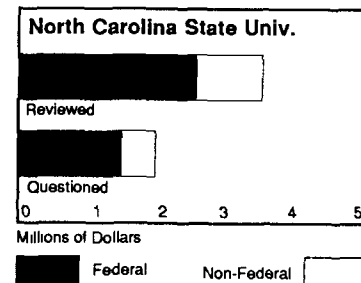 North Carolina State Univ.
Reviewed
Questioned
0 1 2 3 4 5
Millions of Dollars
Federal Non-Federal